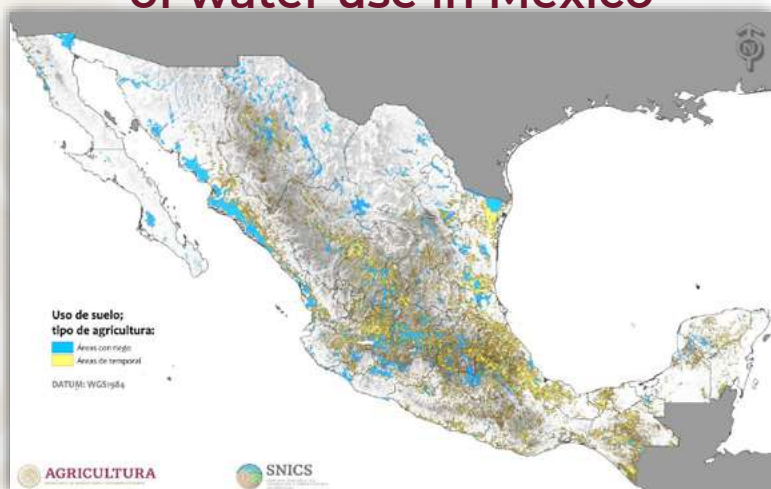 of water use in Mexico
N
Uso de suelo;
tipo de agricultura:
Áreas con riego
Áreas de temporal
DATUM: WGS1984
AGRICULTURA
SNICS